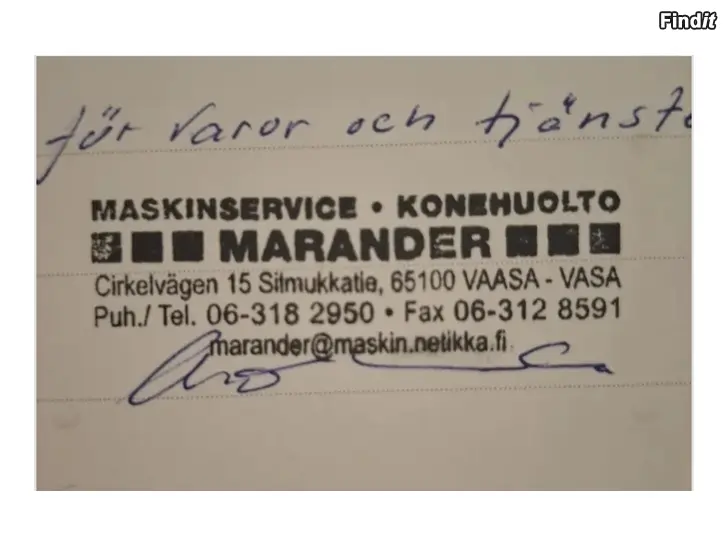 Findit
för varor och tjänste
MASKINSERVICE • KONEHUOLTO
MARANDER
Cirkelvägen 15 Silmukkatie, 65100 VAASA - VASA
Puh./ Tel. 06-318 2950 • Fax 06-312 8591
marander@maskin.netikka.fi